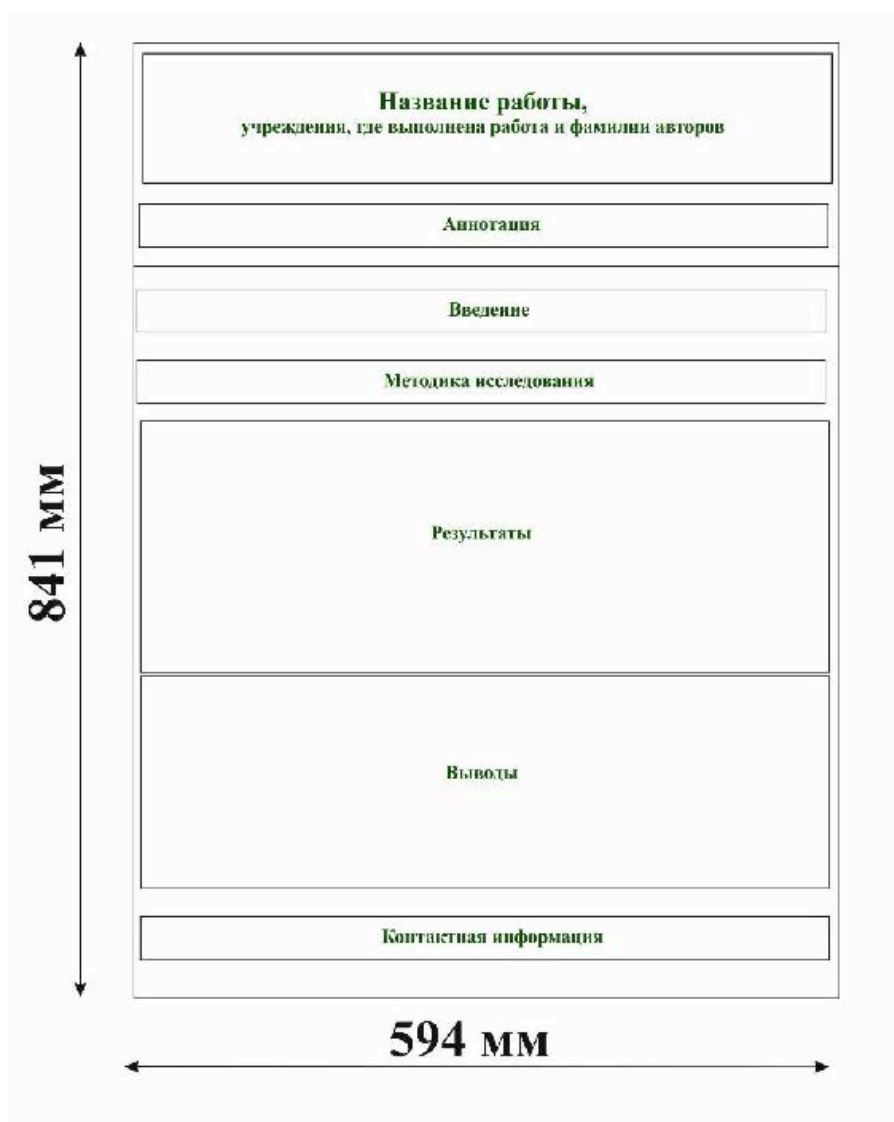 Название работы,
учреждения, где выполнена работа и фамилии авторов
Аннотация
Введение
Методика исследования
Результаты
841 мм
Выводы
Контактная информация
594 мм